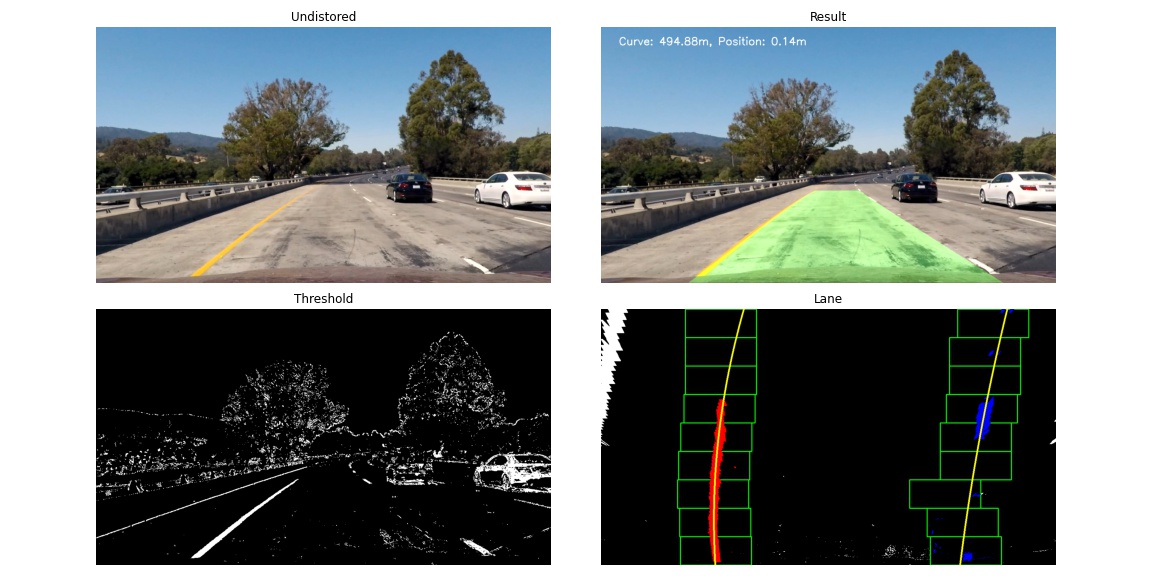 Undistored
Result
Curve: 494.88m, Position: 0.14m
Threshold
Lane